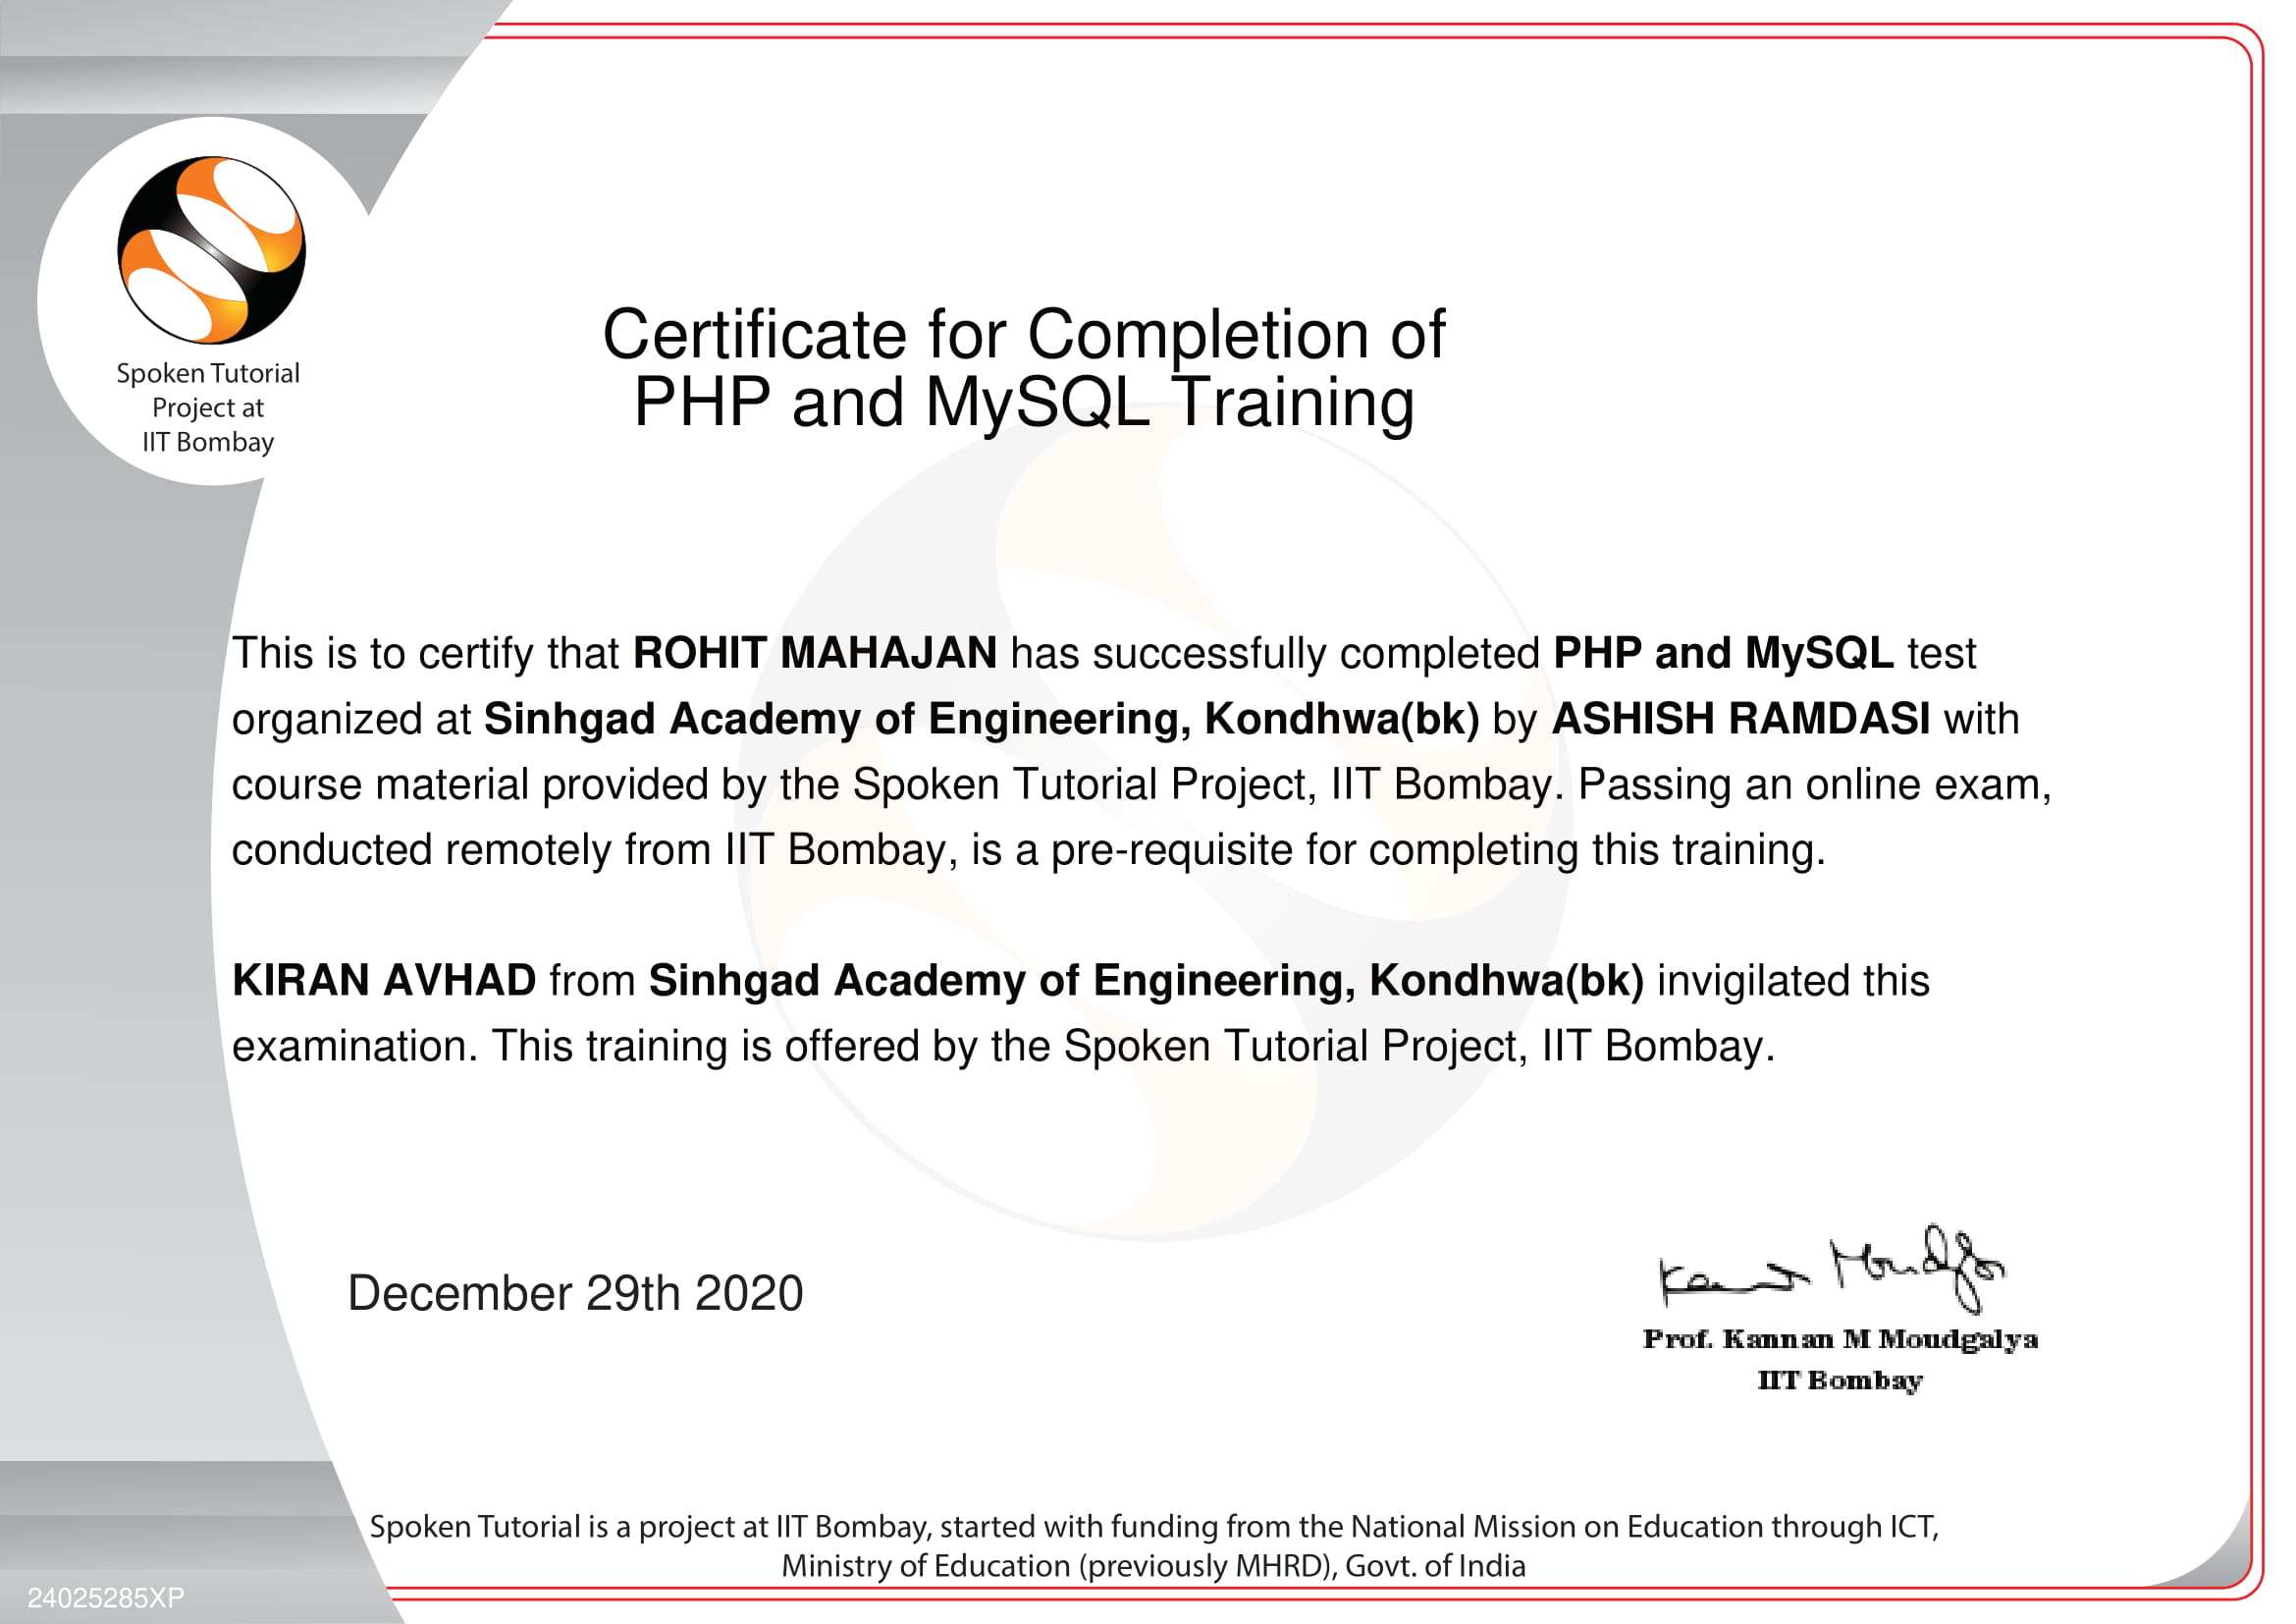 Spoken Tutorial
Project at
IIT Bombay
Certificate for Completion of
PHP and MySQL Training
This is to certify that ROHIT MAHAJAN has successfully completed PHP and MySQL test
organized at Sinhgad Academy of Engineering, Kondhwa(bk) by ASHISH RAMDASI with
course material provided by the Spoken Tutorial Project, IIT Bombay. Passing an online exam,
conducted remotely from IIT Bombay, is a pre-requisite for completing this training.
KIRAN AVHAD from Sinhgad Academy of Engineering, Kondhwa(bk) invigilated this
examination. This training is offered by the Spoken Tutorial Project, IIT Bombay.
December 29th 2020
Kannan Moudgalya
Prof. Kannan M Moudgalya
IIT Bombay
Spoken Tutorial is a project at IIT Bombay, started with funding from the National Mission on Education through ICT,
Ministry of Education (previously MHRD), Govt. of India
24025285XP